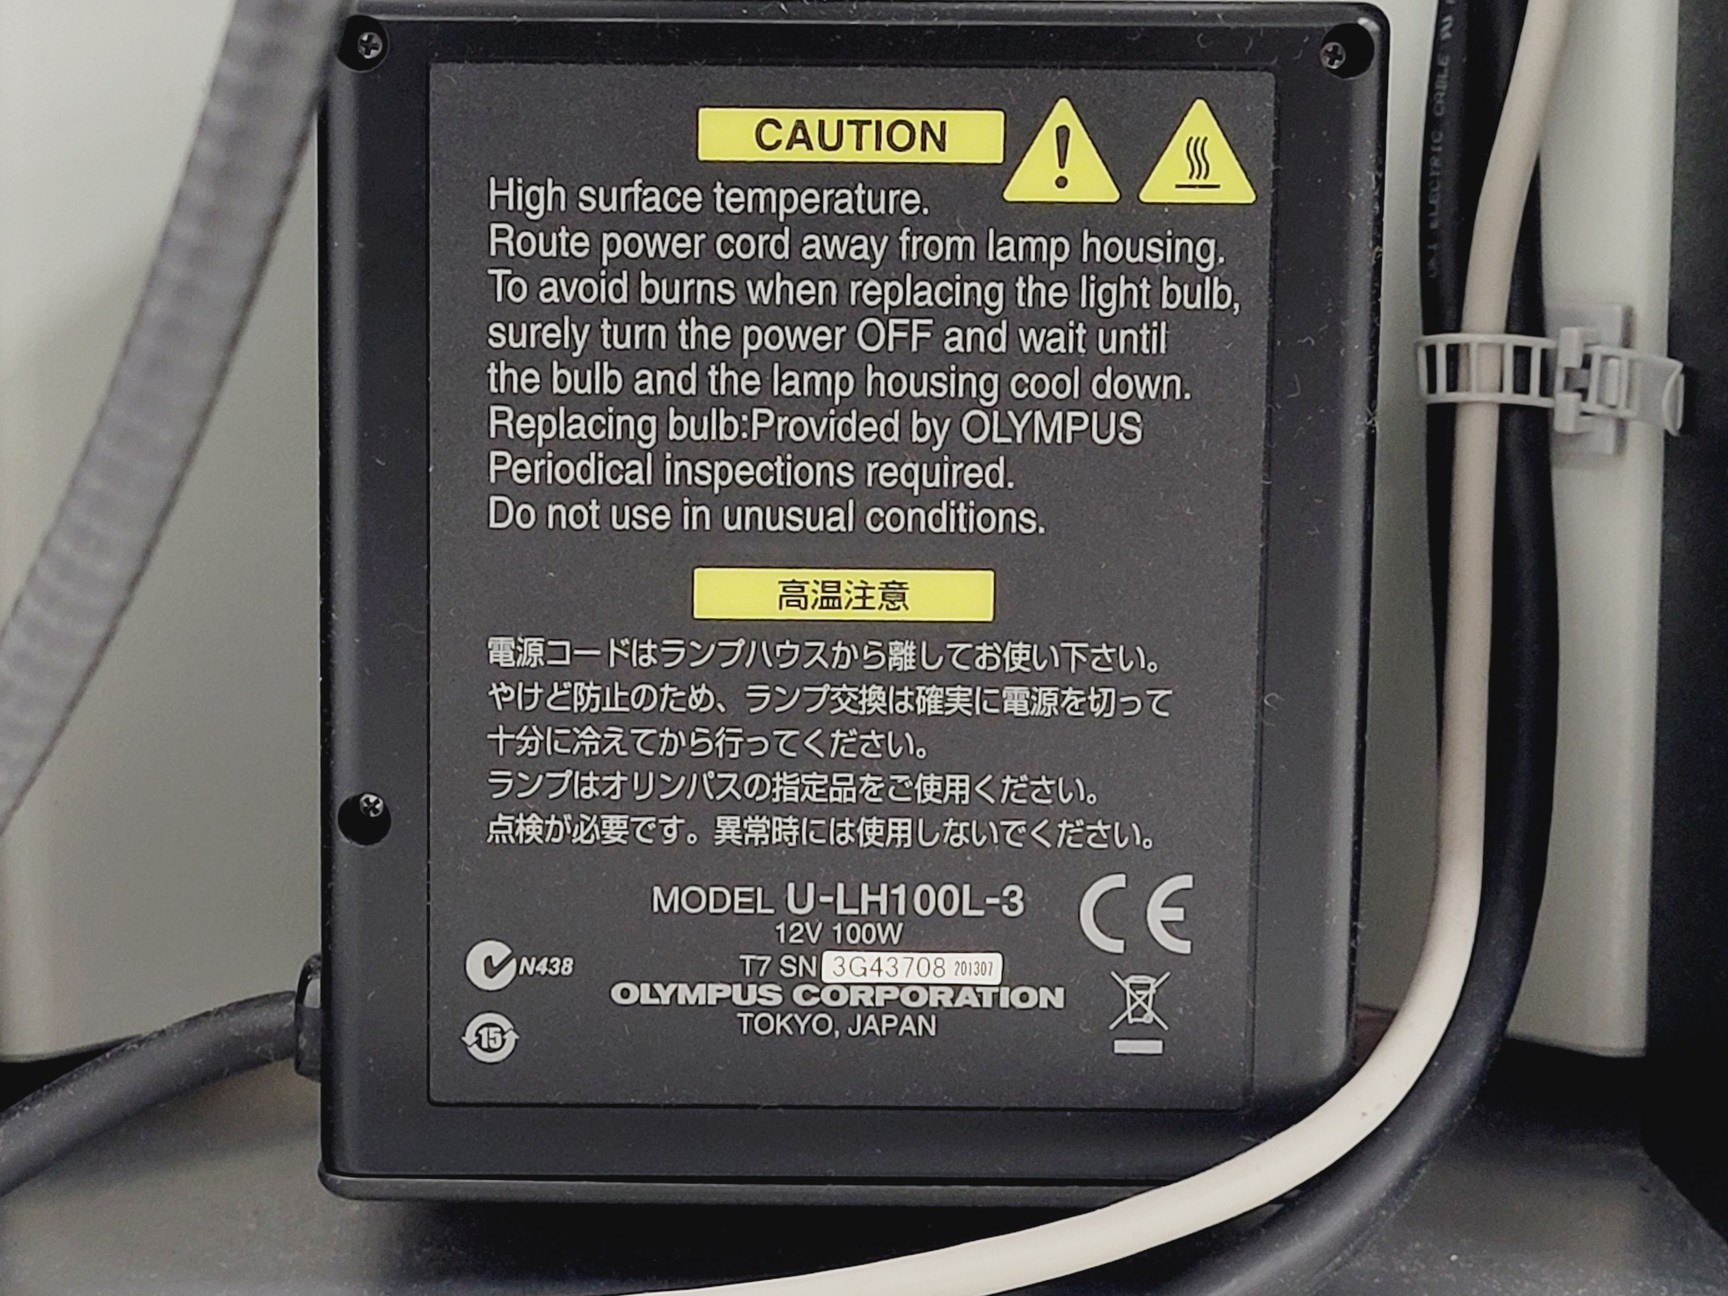 CAUTION
High surface temperature.
Route power cord away from lamp housing.
To avoid burns when replacing the light bulb,
surely turn the power OFF and wait until
the bulb and the lamp housing cool down.
Replacing bulb:Provided by OLYMPUS
Periodical inspections required.
Do not use in unusual conditions.
高温注意
電源コードはランプハウスから離してお使い下さい。
やけど防止のため、ランプ交換は確実に電源を切って
十分に冷えてから行ってください。
ランプはオリンパスの指定品をご使用ください。
点検が必要です。異常時には使用しないでください。
MODEL U-LH100L-3
12V 100W
CE
N438
T7 SN 3G43708 201307
OLYMPUS CORPORATION
TOKYO, JAPAN
15
ELECTRIC CABLE